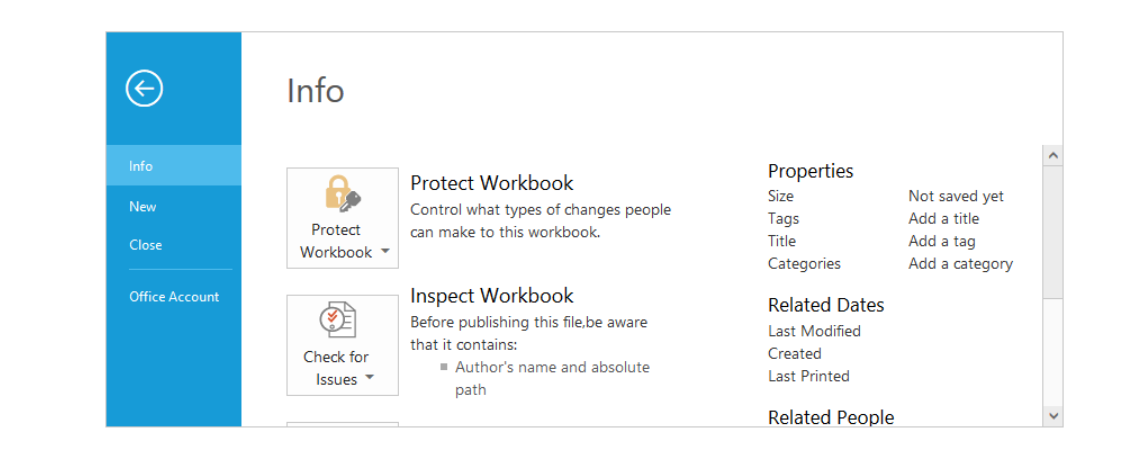 Info
Info
New
Close
Office Account
Protect
Workbook
Protect Workbook
Control what types of changes people
can make to this workbook.
Check for
Issues
Inspect Workbook
Before publishing this file,be aware
that it contains:
Author's name and absolute
path
Properties
Size Not saved yet
Tags Add a title
Title Add a tag
Categories Add a category
Related Dates
Last Modified
Created
Last Printed
Related People